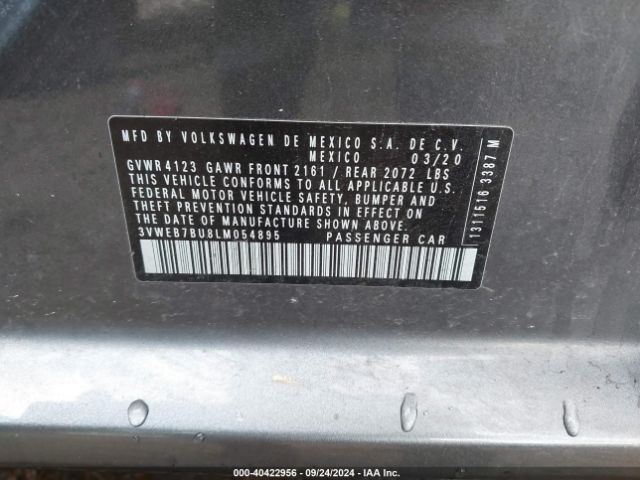 MFD BY VOLKSWAGEN DE MEXICO S.A. DE C.V.
MEXICO 03/20
GVWR 4123 GAWR FRONT 2161 / REAR 2072 LBS
THIS VEHICLE CONFORMS TO ALL APPLICABLE U.S.
FEDERAL MOTOR VEHICLE SAFETY, BUMPER AND
THEFT PREVENTION STANDARDS IN EFFECT ON
THE DATE OF MANUFACTURE SHOWN ABOVE.
3VWEB7BU8LM054895 PASSENGER CAR
1311516 3387 M
000-40422956 - 09/24/2024 - IAA Inc.